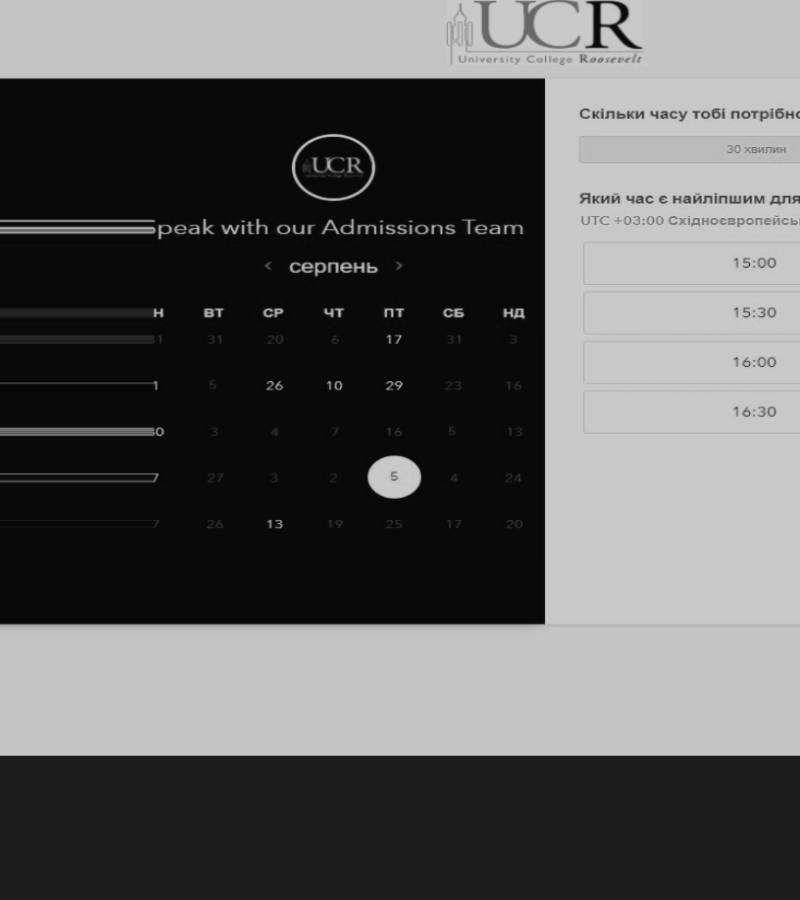 UCR
University College Roosevelt
UCR
peak with our Admissions Team
‹ серпень ›
Н ВТ СР ЧТ ПТ СБ НД
1 31 20 6 17 31 3
1 5 26 10 29 23 16
0 3 4 7 16 5 13
7 27 3 2 5 4 24
7 26 13 19 25 17 20
Скільки часу тобі потрібно
30 хвилин
Який час є найліпшим для
UTC +03:00 Східноєвропейсь
15:00
15:30
16:00
16:30